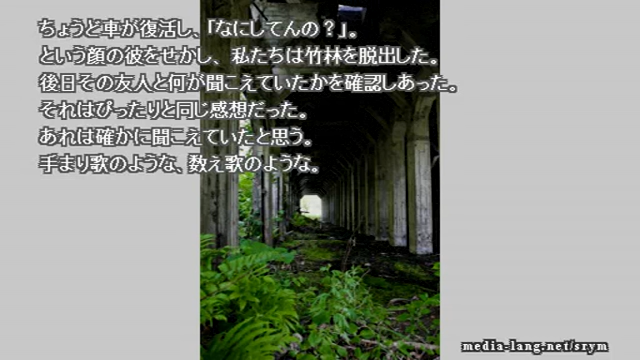 ちょうど車が復活し、「なにしてんの？」。
という顔の彼をせかし、私たちは竹林を脱出した。
後日その友人と何が聞こえていたかを確認しあった。
それはぴったりと同じ感想だった。
あれは確かに聞こえていたと思う。
手まり歌のような、数え歌のような。
media-lang-net/srym